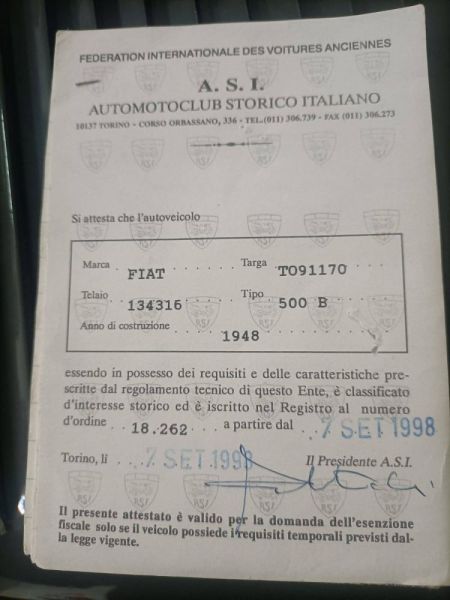 FEDERATION INTERNATIONALE DES VOITURES ANCIENNES
A. S. I.
AUTOMOTOCLUB STORICO ITALIANO
10137 TORINO - CORSO ORBASSANO, 336 - TEL.(011) 306.739 - FAX (011) 306.273
Si attesta che l'autoveicolo
Marca FIAT Targa TO91170
Telaio 134316 Tipo 500 B
Anno di costruzione 1948
essendo in possesso dei requisiti e delle caratteristiche pre-
scritte dal regolamento tecnico di questo Ente, è classificato
d'interesse storico ed è iscritto nel Registro al numero
d'ordine 18.262 a partire dal 7 SET 1998
Torino, lì 7 SET 1998 Il Presidente A.S.I.
Il presente attestato è valido per la domanda dell'esenzione
fiscale solo se il veicolo possiede i requisiti temporali previsti dal-
la legge vigente.